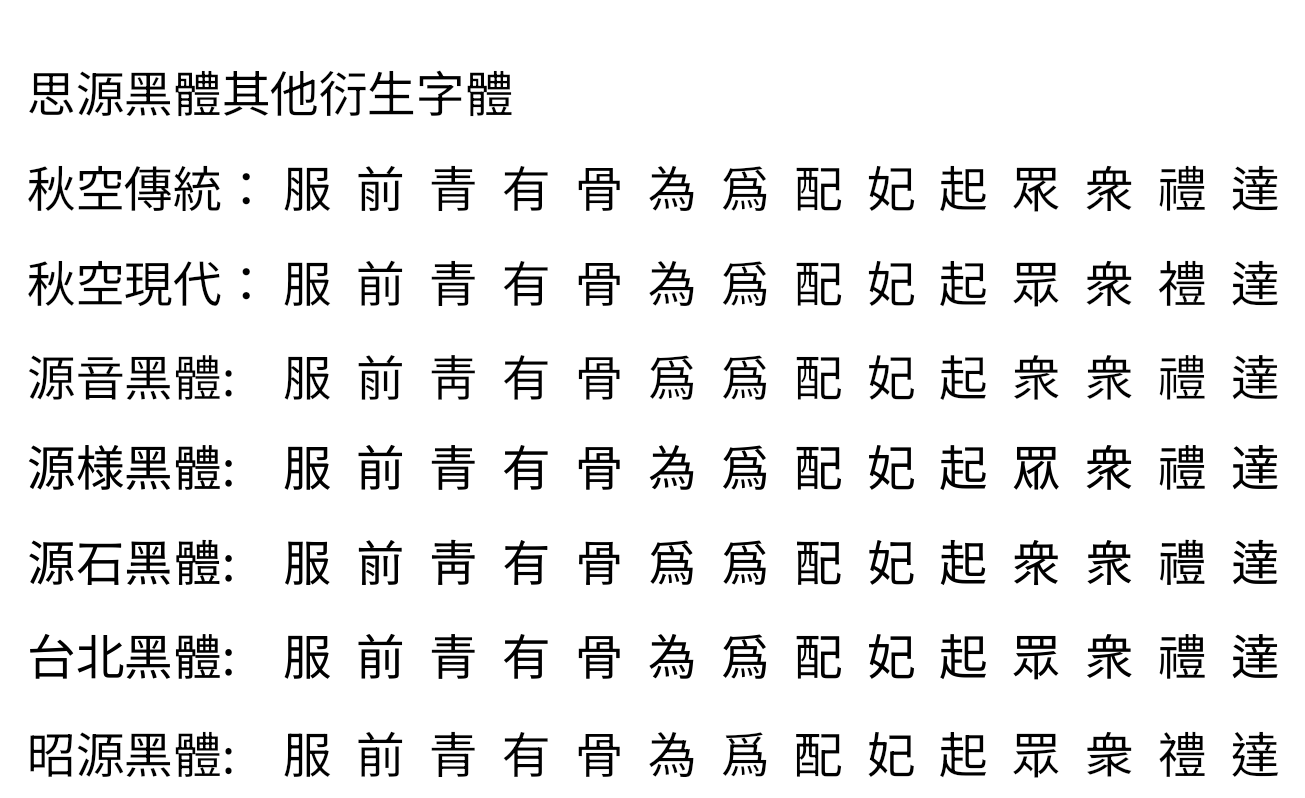 思源黑體其他衍生字體
秋空傳統：服 前 青 有 骨 為 爲 配 妃 起 眾 衆 禮 達
秋空現代：服 前 青 有 骨 為 爲 配 妃 起 眾 衆 禮 達
源音黑體: 服 前 靑 有 骨 爲 爲 配 妃 起 衆 衆 禮 達
源様黑體: 服 前 青 有 骨 為 爲 配 妃 起 眾 衆 禮 達
源石黑體: 服 前 靑 有 骨 爲 爲 配 妃 起 衆 衆 禮 達
台北黑體: 服 前 青 有 骨 為 爲 配 妃 起 眾 衆 禮 達
昭源黑體: 服 前 青 有 骨 為 爲 配 妃 起 眾 衆 禮 達